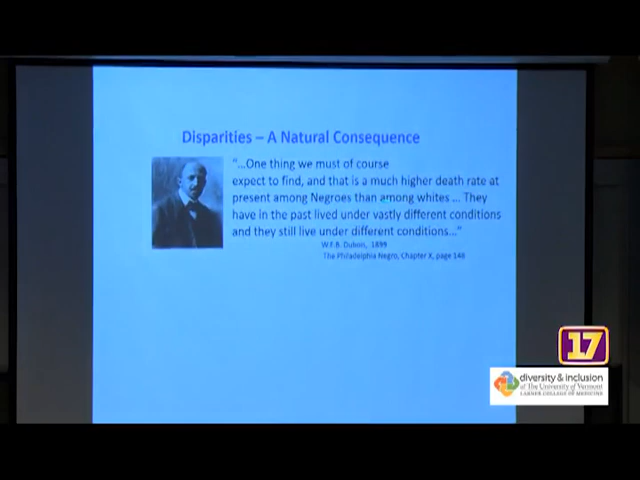 Disparities – A Natural Consequence
"...One thing we must of course
expect to find, and that is a much higher death rate at
present among Negroes than among whites ... They
have in the past lived under vastly different conditions
and they still live under different conditions..."
W.E.B. Dubois, 1899
The Philadelphia Negro, Chapter X, page 148
17
diversity & inclusion
at The University of Vermont
LARNER COLLEGE OF MEDICINE